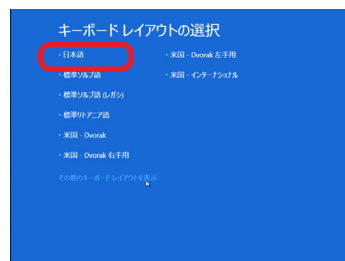 キーボード レイアウトの選択
・日本語
・米国 - Dvorak 左手用
・標準ソルブ語
・米国 - インターナショナル
・標準ソルブ語 (レガシ)
・標準リトアニア語
・米国 - Dvorak
・米国 - Dvorak 右手用
その他のキーボード レイアウトを表示